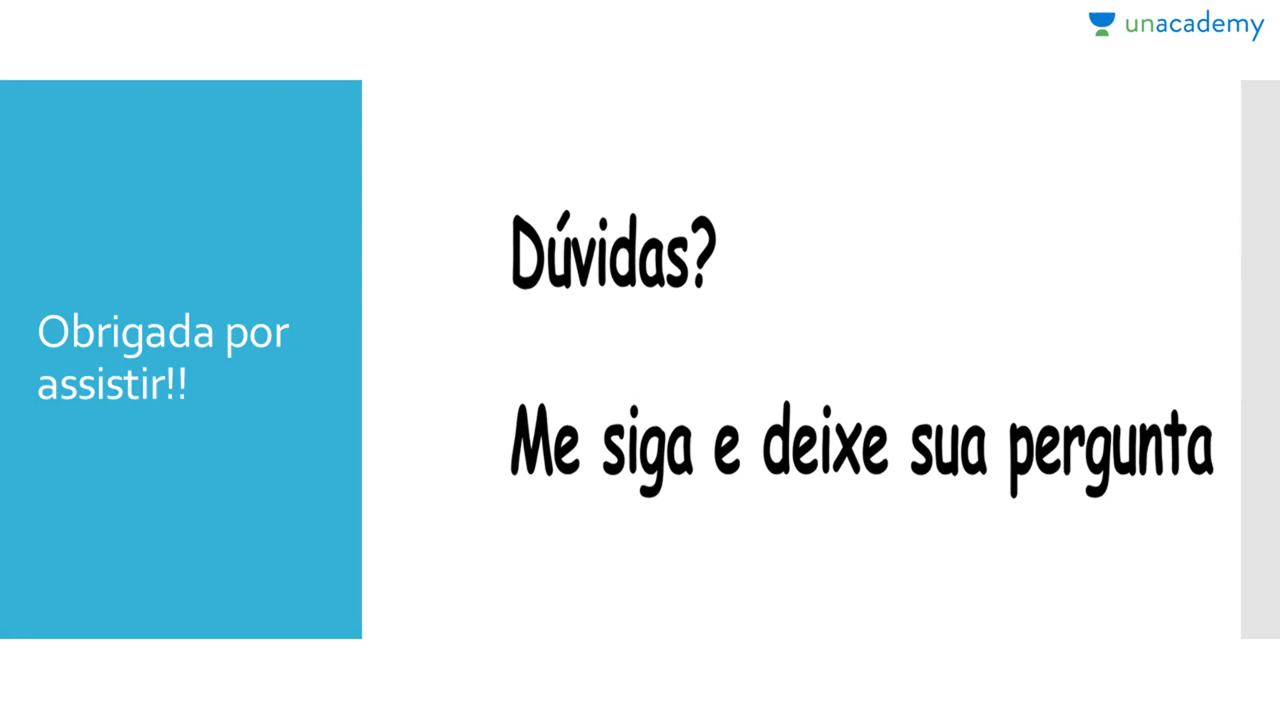 unacademy
Obrigada por
assistir!!
Dúvidas?
Me siga e deixe sua pergunta